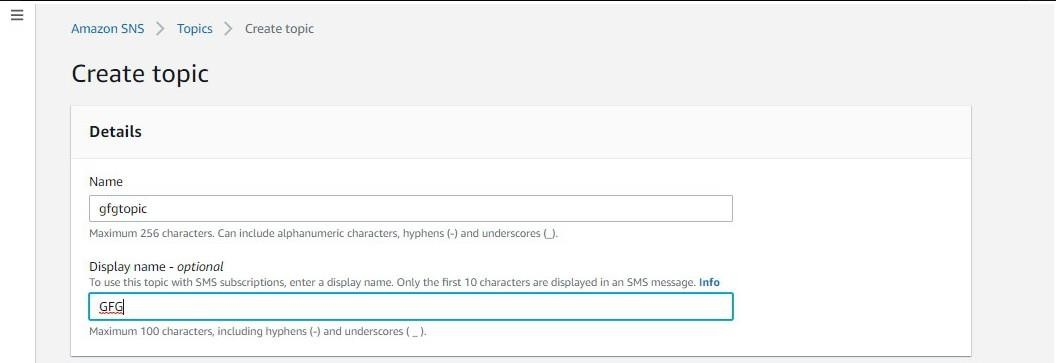 Amazon SNS > Topics > Create topic
Create topic
Details
Name
gfgtopic
Maximum 256 characters. Can include alphanumeric characters, hyphens (-) and underscores (_).
Display name - optional
To use this topic with SMS subscriptions, enter a display name. Only the first 10 characters are displayed in an SMS message. Info
GFG
Maximum 100 characters, including hyphens (-) and underscores ( _ ).